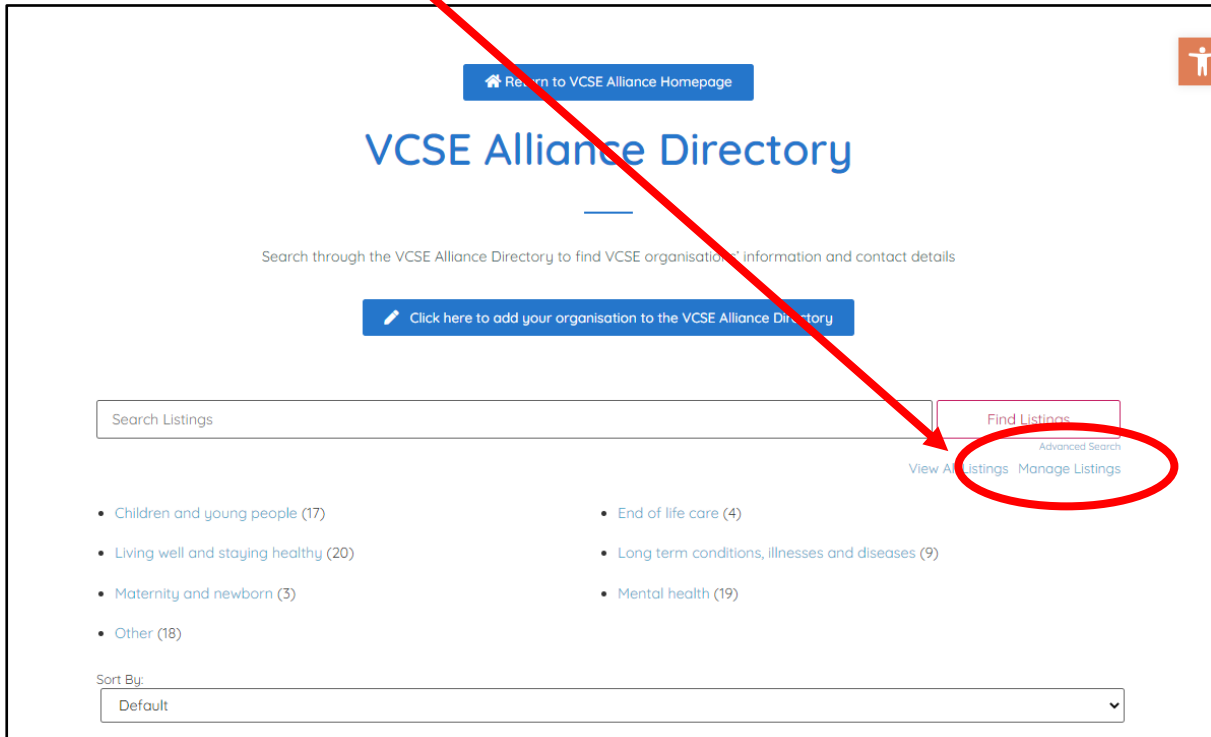 Return to VCSE Alliance Homepage
VCSE Alliance Directory
Search through the VCSE Alliance Directory to find VCSE organisations' information and contact details
Click here to add your organisation to the VCSE Alliance Directory
Search Listings
Find Listings
Advanced Search
View All Listings Manage Listings
Children and young people (17)
End of life care (4)
Living well and staying healthy (20)
Long term conditions, illnesses and diseases (9)
Maternity and newborn (3)
Mental health (19)
Other (18)
Sort By:
Default